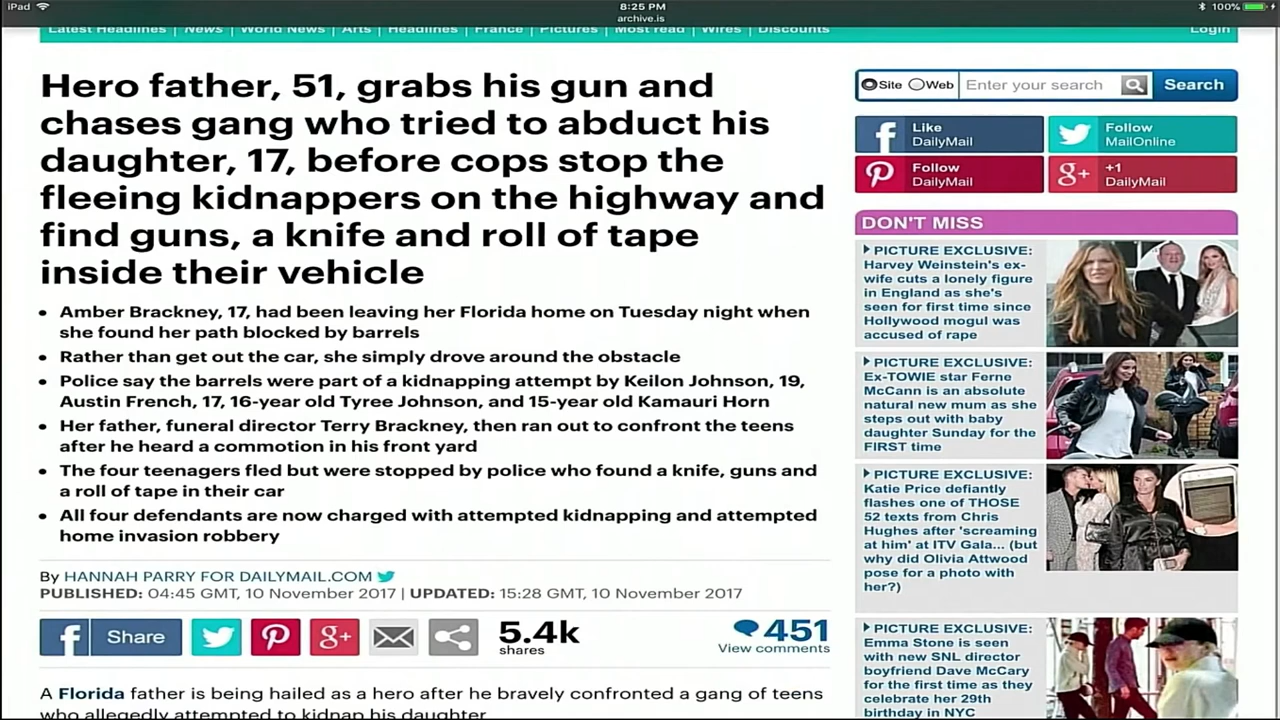 iPad
8:25 PM
100%
archive.is
Latest Headlines | News | World News | Arts | Headlines | France | Pictures | Most read | Wires | Discounts
Login
Hero father, 51, grabs his gun and
chases gang who tried to abduct his
daughter, 17, before cops stop the
fleeing kidnappers on the highway and
find guns, a knife and roll of tape
inside their vehicle
• Amber Brackney, 17, had been leaving her Florida home on Tuesday night when
she found her path blocked by barrels
• Rather than get out the car, she simply drove around the obstacle
• Police say the barrels were part of a kidnapping attempt by Keilon Johnson, 19,
Austin French, 17, 16-year old Tyree Johnson, and 15-year old Kamauri Horn
• Her father, funeral director Terry Brackney, then ran out to confront the teens
after he heard a commotion in his front yard
• The four teenagers fled but were stopped by police who found a knife, guns and
a roll of tape in their car
• All four defendants are now charged with attempted kidnapping and attempted
home invasion robbery
By HANNAH PARRY FOR DAILYMAIL.COM
PUBLISHED: 04:45 GMT, 10 November 2017 | UPDATED: 15:28 GMT, 10 November 2017
f Share
g+
5.4k
shares
451
View comments
A Florida father is being hailed as a hero after he bravely confronted a gang of teens
who allegedly attempted to kidnap his daughter
Site Web Enter your search Search
Like
DailyMail
Follow
MailOnline
Follow
DailyMail
g+ +1
DailyMail
DON'T MISS
PICTURE EXCLUSIVE:
Harvey Weinstein's ex-
wife cuts a lonely figure
in England as she's
seen for first time since
Hollywood mogul was
accused of rape
PICTURE EXCLUSIVE:
Ex-TOWIE star Ferne
McCann is an absolute
natural new mum as she
steps out with baby
daughter Sunday for the
FIRST time
PICTURE EXCLUSIVE:
Katie Price defiantly
flashes one of THOSE
52 texts from Chris
Hughes after 'screaming
at him' at ITV Gala... (but
why did Olivia Attwood
pose for a photo with
her?)
PICTURE EXCLUSIVE:
Emma Stone is seen
with new SNL director
boyfriend Dave McCary
for the first time as they
celebrate her 29th
birthday in NYC